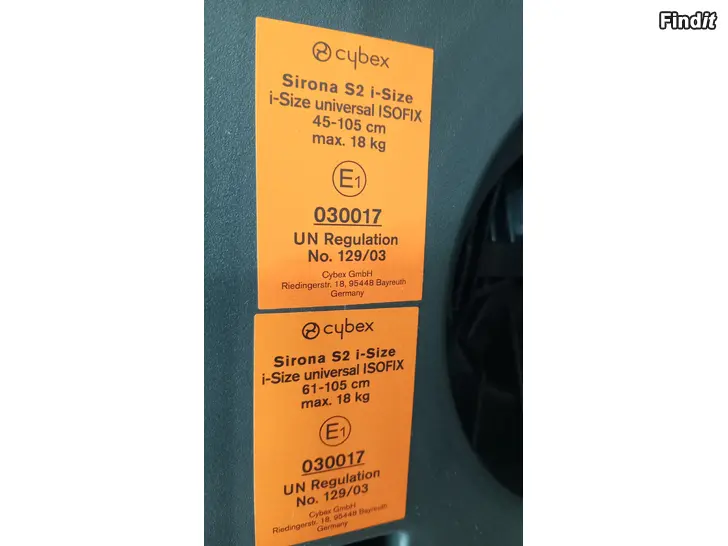 Findit
cybex
Sirona S2 i-Size
i-Size universal ISOFIX
45-105 cm
max. 18 kg
E1
030017
UN Regulation
No. 129/03
Cybex GmbH
Riedingerstr. 18, 95448 Bayreuth
Germany
cybex
Sirona S2 i-Size
i-Size universal ISOFIX
61-105 cm
max. 18 kg
E1
030017
UN Regulation
No. 129/03
Cybex GmbH
Riedingerstr. 18, 95448 Bayreuth
Germany